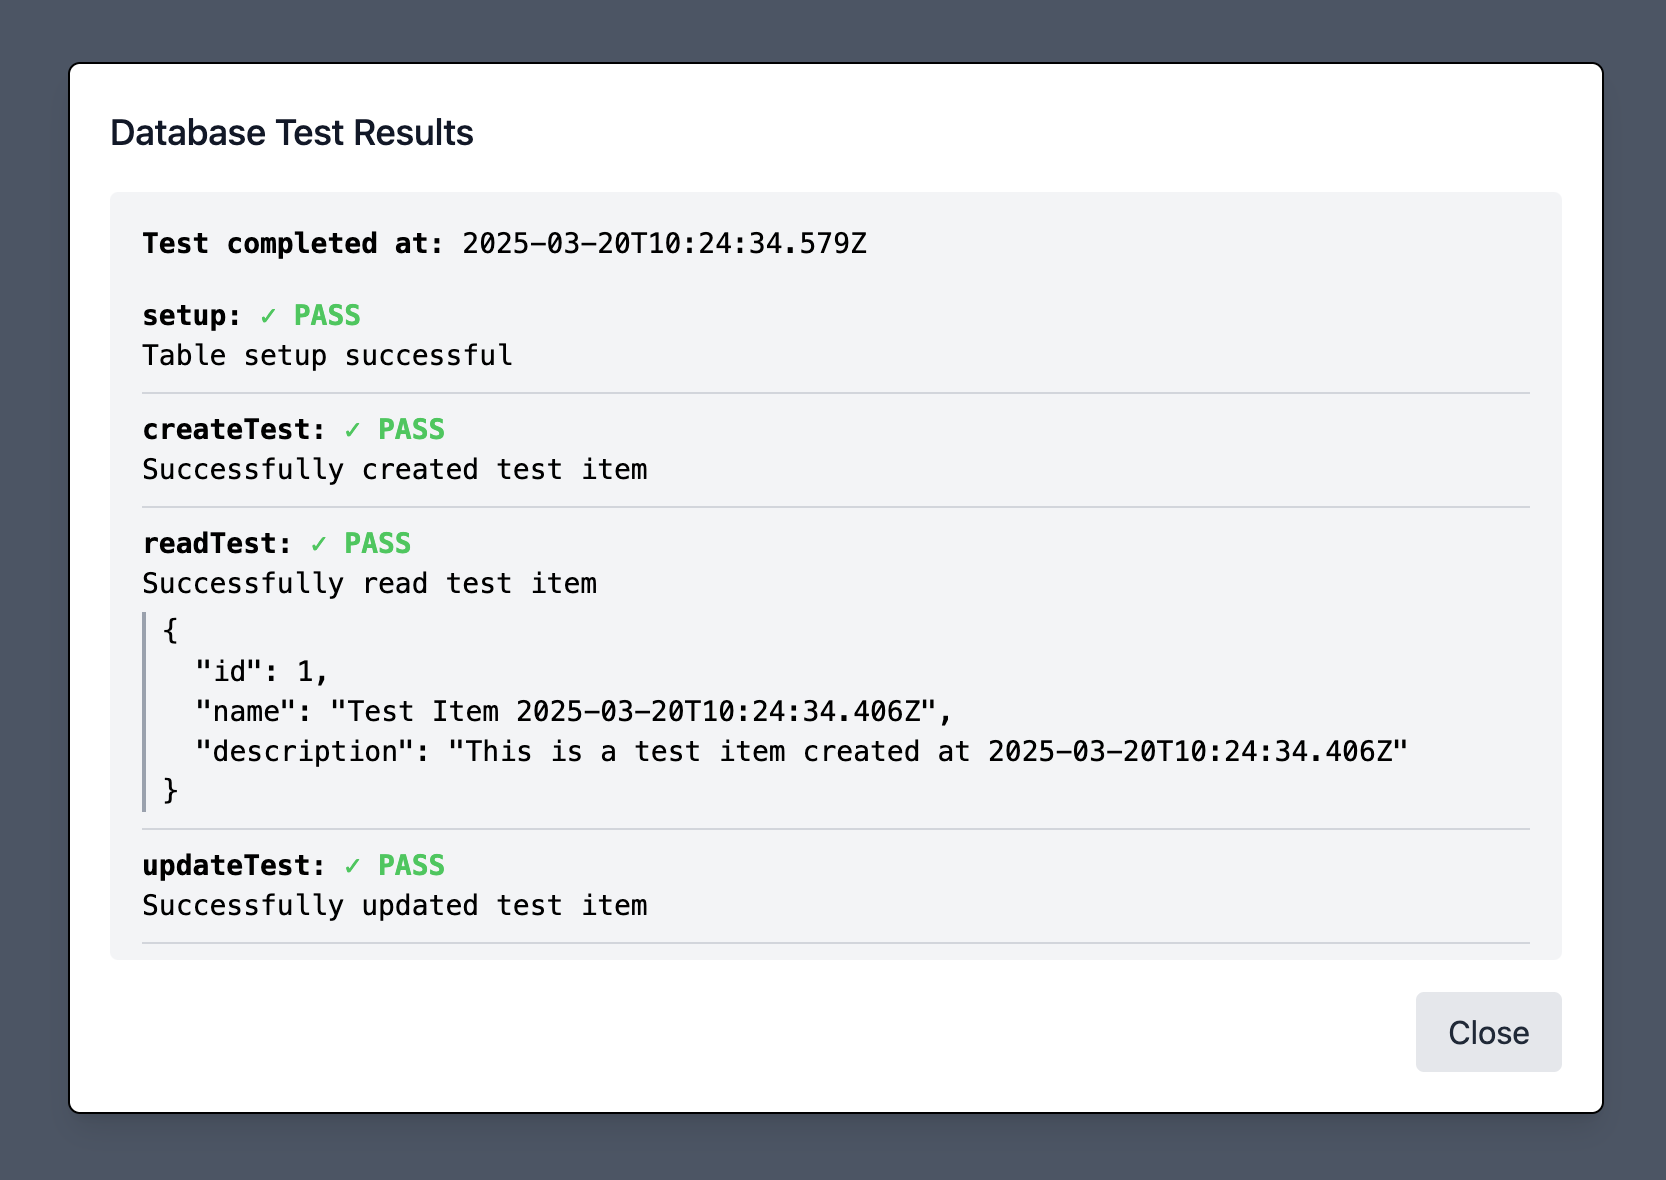 Database Test Results
Test completed at: 2025-03-20T10:24:34.579Z
setup: ✓ PASS
Table setup successful
createTest: ✓ PASS
Successfully created test item
readTest: ✓ PASS
Successfully read test item
{
  "id": 1,
  "name": "Test Item 2025-03-20T10:24:34.406Z",
  "description": "This is a test item created at 2025-03-20T10:24:34.406Z"
}
updateTest: ✓ PASS
Successfully updated test item
Close